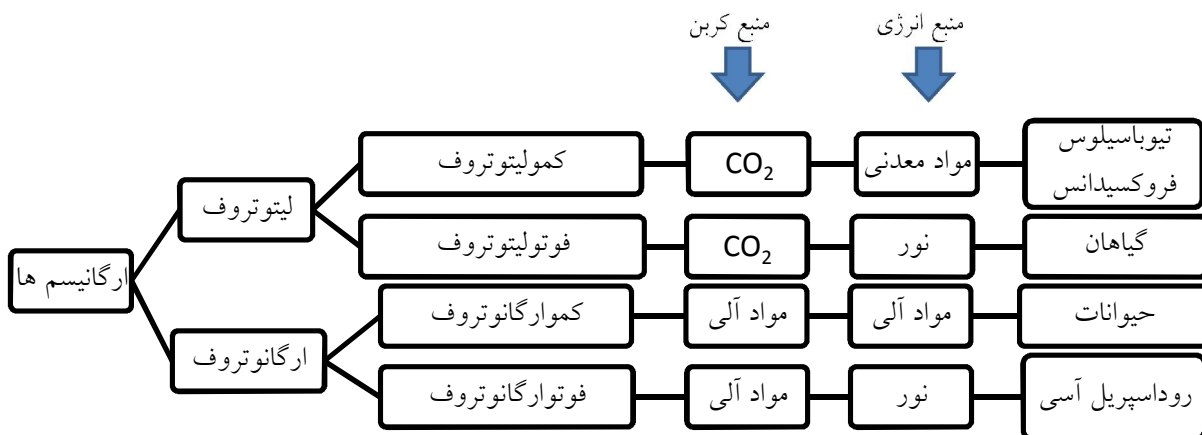 منبع کربن
منبع انرژی
ارگانیسم ها
لیتوتروف
کمولیتوتروف
CO₂
مواد معدنی
تیوباسیلوس
فروکسیدانس
فوتولیتوتروف
CO₂
نور
گیاهان
ارگانوتروف
کموارگانوتروف
مواد آلی
مواد آلی
حیوانات
فوتوارگانوتروف
مواد آلی
نور
روداسپریل آسی